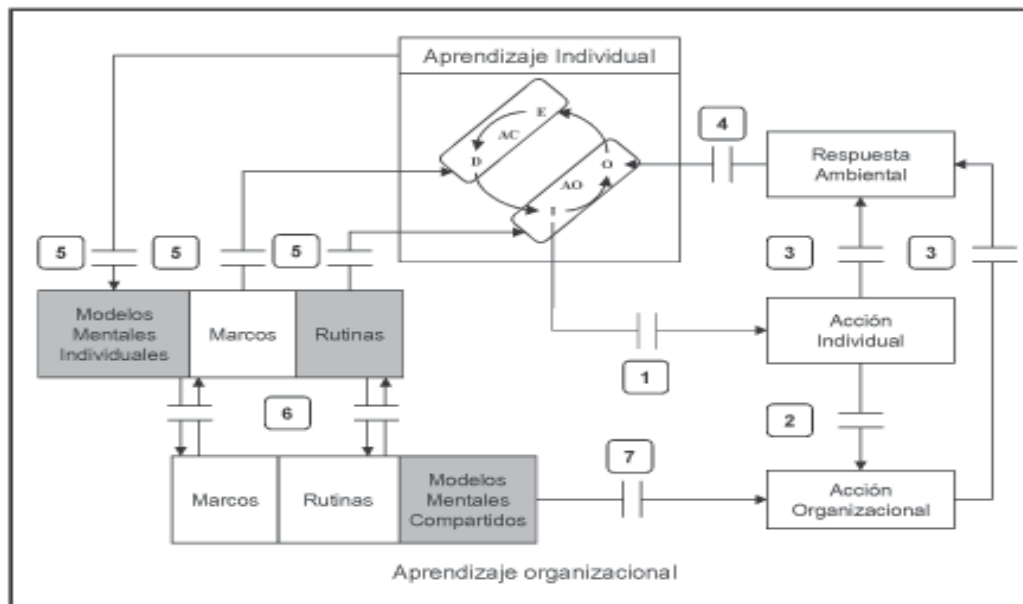 Aprendizaje Individual
E
AC
D
O
AO
I
4
Respuesta
Ambiental
5
5
5
3
3
Modelos
Mentales
Individuales
Marcos
Rutinas
Acción
Individual
1
6
2
7
Marcos
Rutinas
Modelos
Mentales
Compartidos
Acción
Organizacional
Aprendizaje organizacional